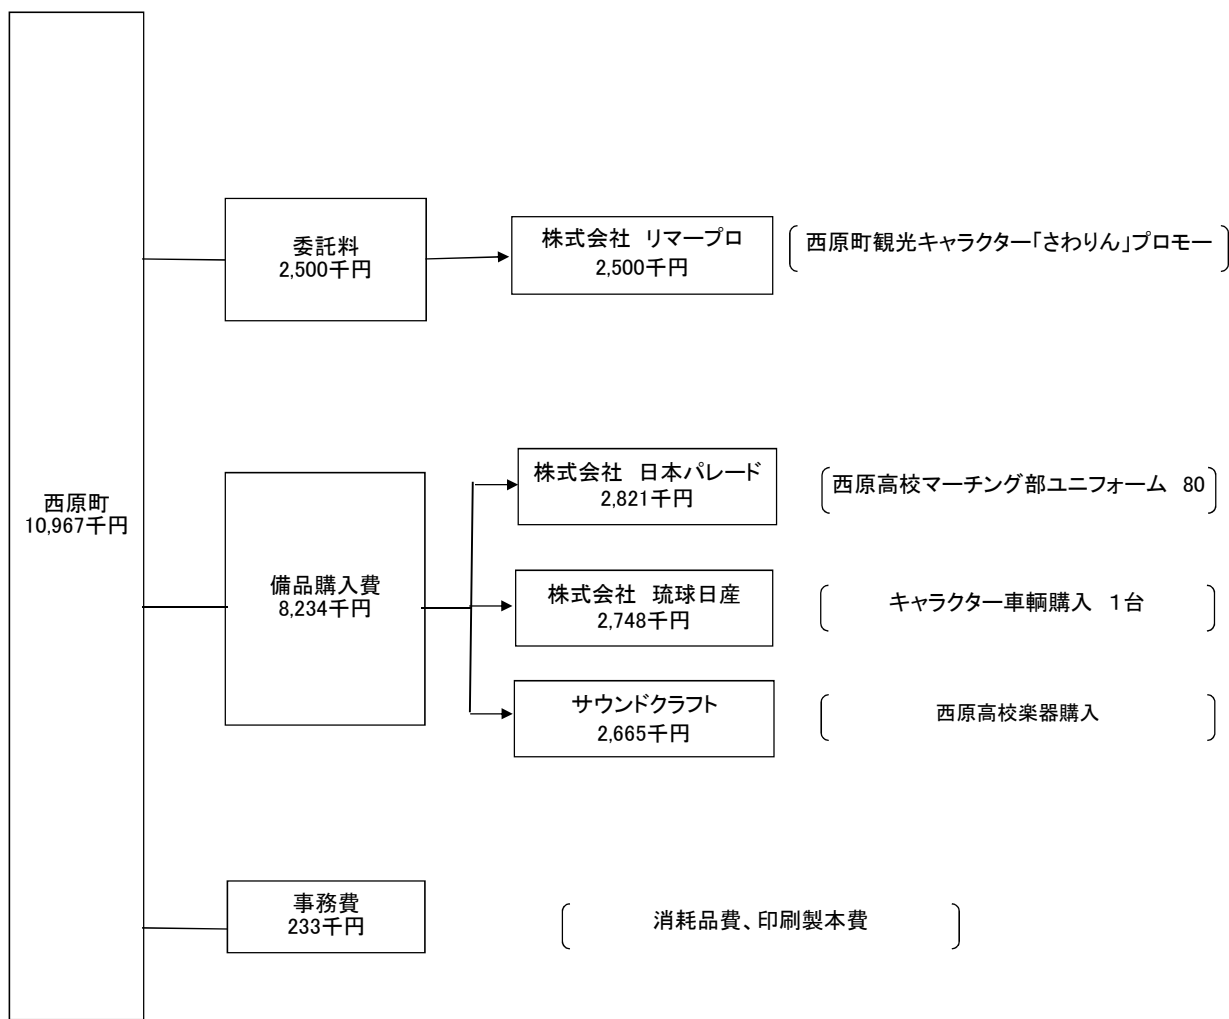 委託料
2,500千円
株式会社　リマープロ
2,500千円
西原町観光キャラクター「さわりん」プロモー
西原町
10,967千円
備品購入費
8,234千円
株式会社　日本パレード
2,821千円
西原高校マーチング部ユニフォーム　80
株式会社　琉球日産
2,748千円
キャラクター車輌購入　１台
サウンドクラフト
2,665千円
西原高校楽器購入
事務費
233千円
消耗品費、印刷製本費